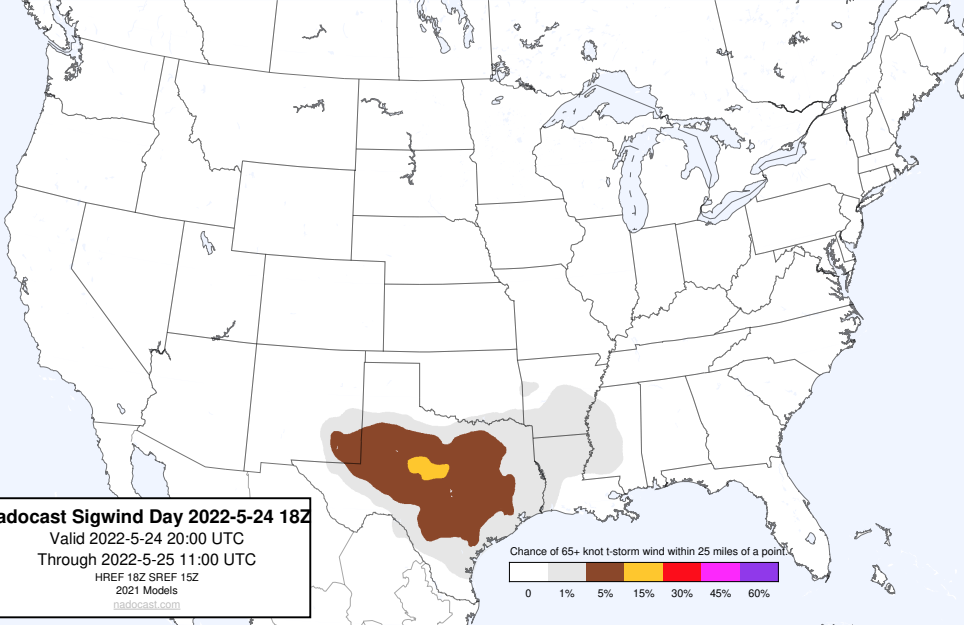 adocast Sigwind Day 2022-5-24 18Z
Valid 2022-5-24 20:00 UTC
Through 2022-5-25 11:00 UTC
HREF 18Z SREF 15Z
2021 Models
nadocast.com
Chance of 65+ knot t-storm wind within 25 miles of a point.
0 1% 5% 15% 30% 45% 60%